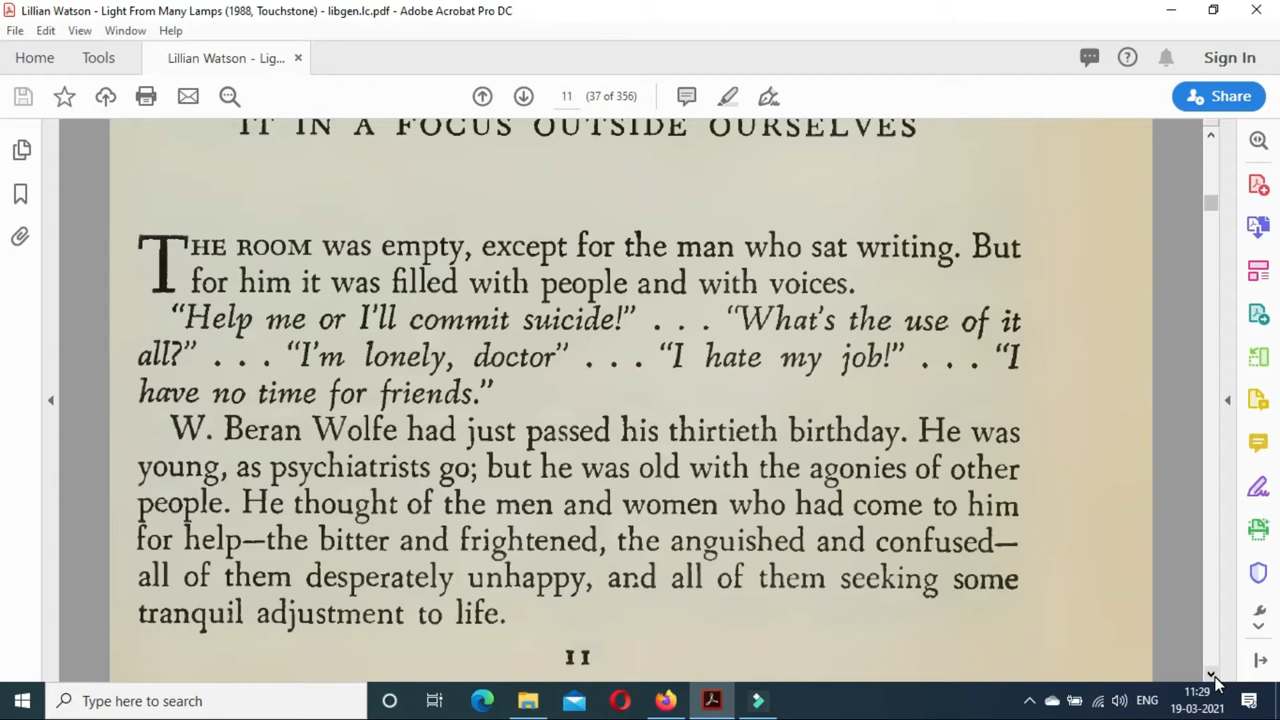 Lillian Watson - Light From Many Lamps (1988, Touchstone) - libgen.lc.pdf - Adobe Acrobat Pro DC
File Edit View Window Help
Home Tools Lillian Watson - Lig... Sign In
11 (37 of 356) Share
IT IN A FOCUS OUTSIDE OURSELVES
THE ROOM was empty, except for the man who sat writing. But
for him it was filled with people and with voices.
“Help me or I'll commit suicide!” . . . “What's the use of it
all?” . . . “I'm lonely, doctor” . . . “I hate my job!” . . . “I
have no time for friends.”
W. Beran Wolfe had just passed his thirtieth birthday. He was
young, as psychiatrists go; but he was old with the agonies of other
people. He thought of the men and women who had come to him
for help—the bitter and frightened, the anguished and confused—
all of them desperately unhappy, and all of them seeking some
tranquil adjustment to life.
11
Type here to search
ENG
11:29
19-03-2021